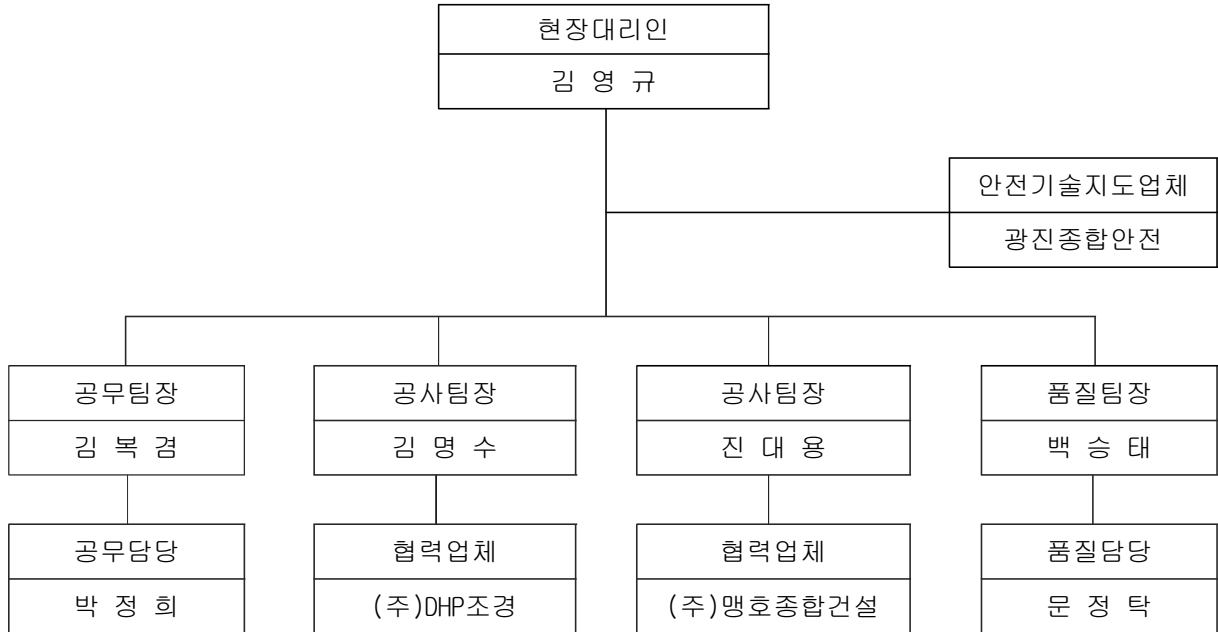 현장대리인
김 영 규
안전기술지도업체
광진종합안전
공무팀장
공사팀장
공사팀장
품질팀장
김 복 겸
김 명 수
진 대 용
백 승 태
공무담당
협력업체
협력업체
품질담당
박 정 희
(주)DHP조경
(주)맹호종합건설
문 정 탁